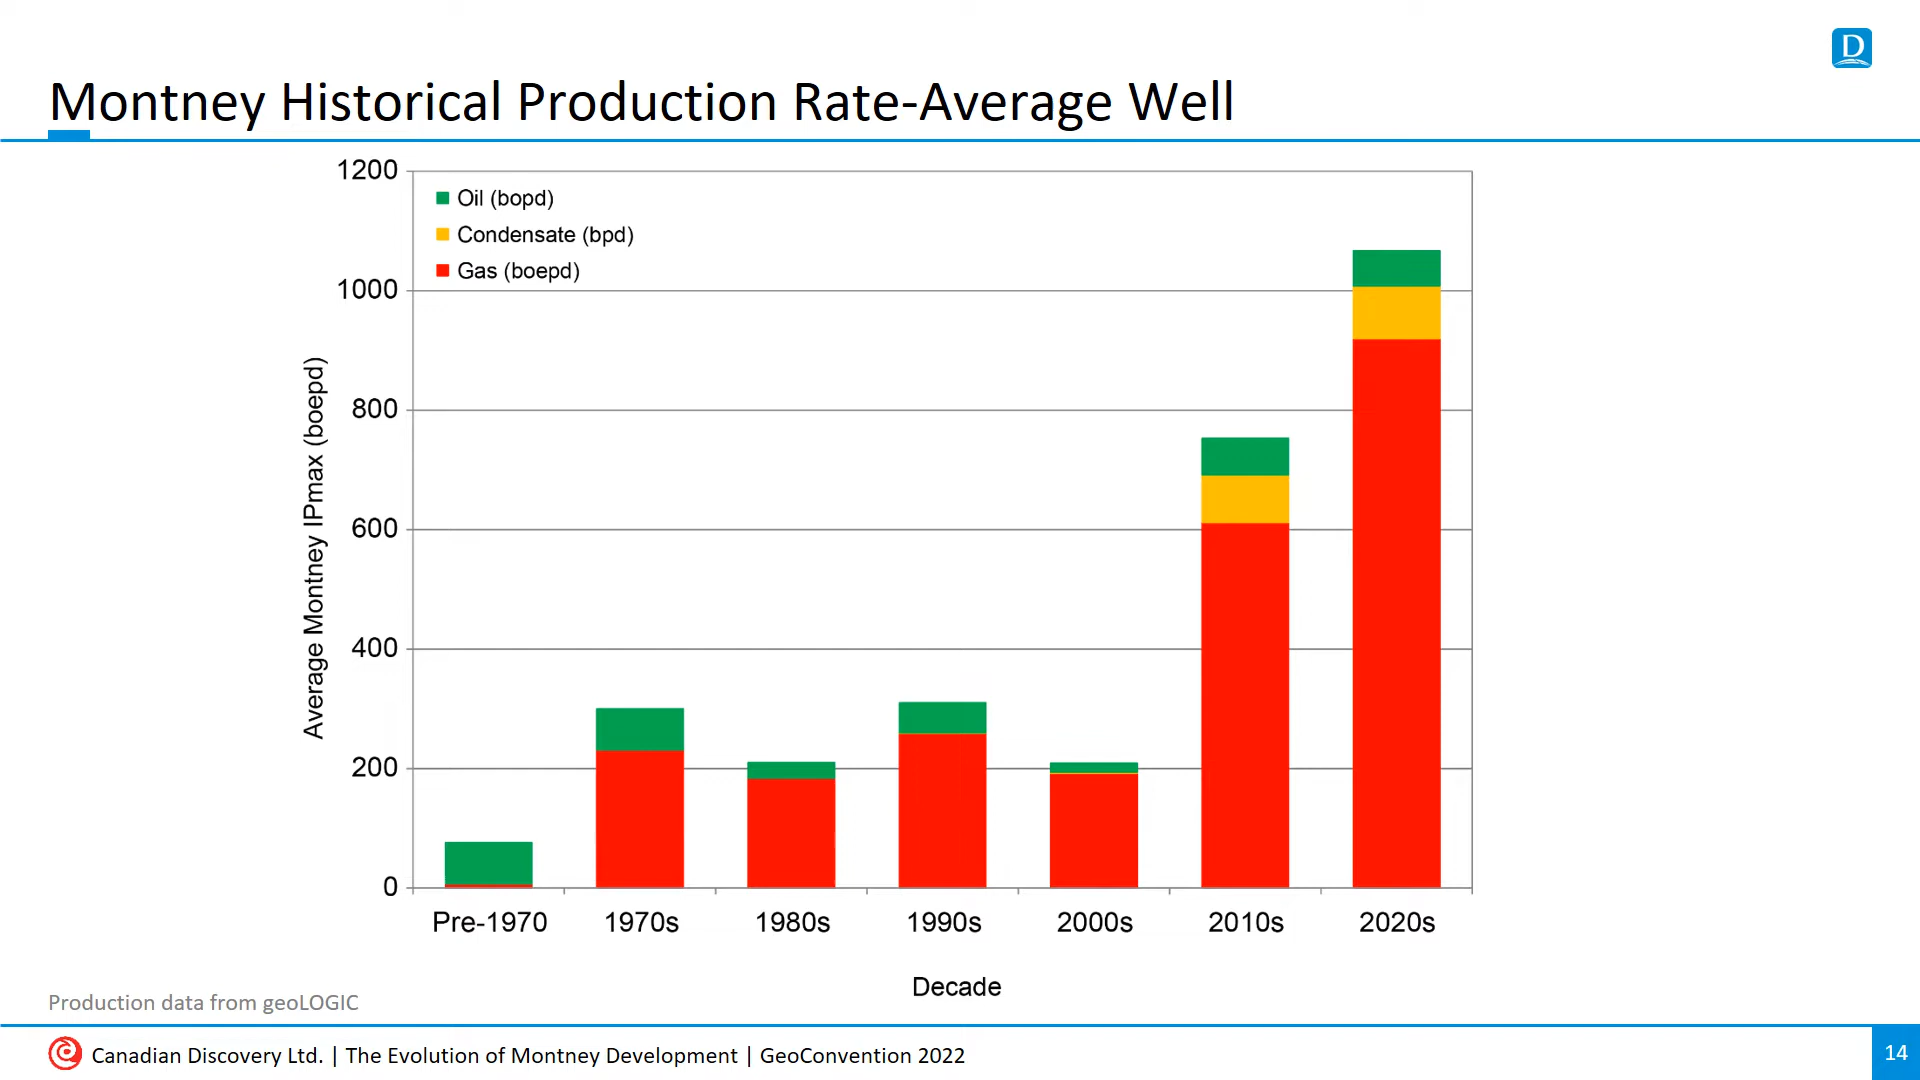 D
Montney Historical Production Rate-Average Well
1200
1000
800
600
400
200
0
Average Montney IPmax (boepd)
Oil (bopd)
Condensate (bpd)
Gas (boepd)
Pre-1970 1970s 1980s 1990s 2000s 2010s 2020s
Decade
Production data from geoLOGIC
Canadian Discovery Ltd. | The Evolution of Montney Development | GeoConvention 2022
14